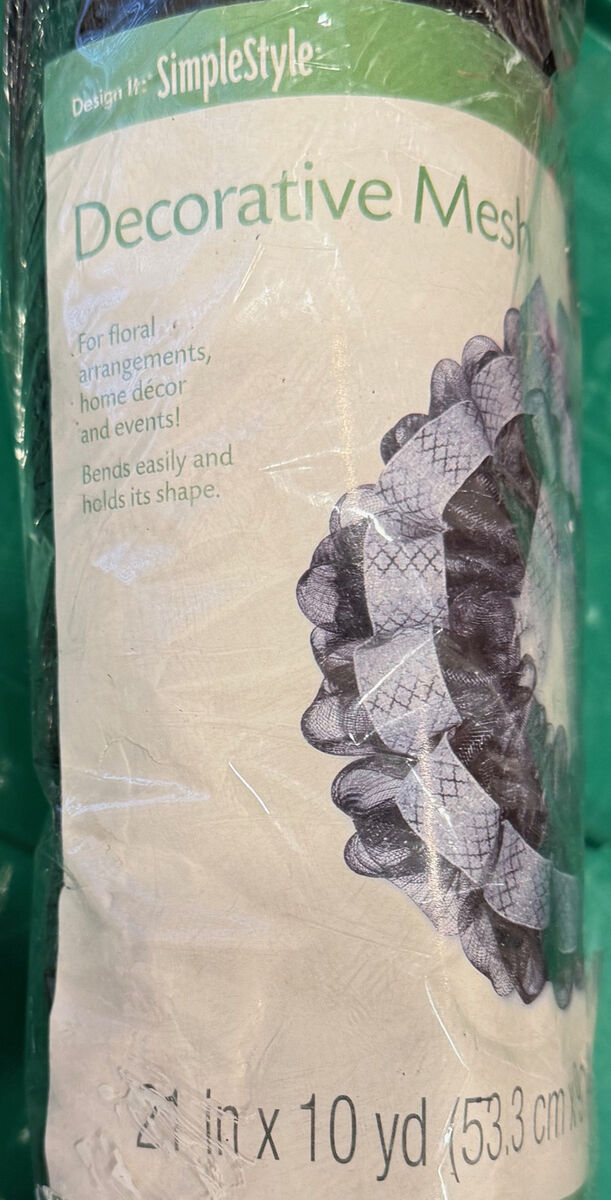 Design It:® SimpleStyle®
Decorative Mesh
For floral
arrangements,
home décor
and events!
Bends easily and
holds its shape.
21 in x 10 yd (53.3 cm x